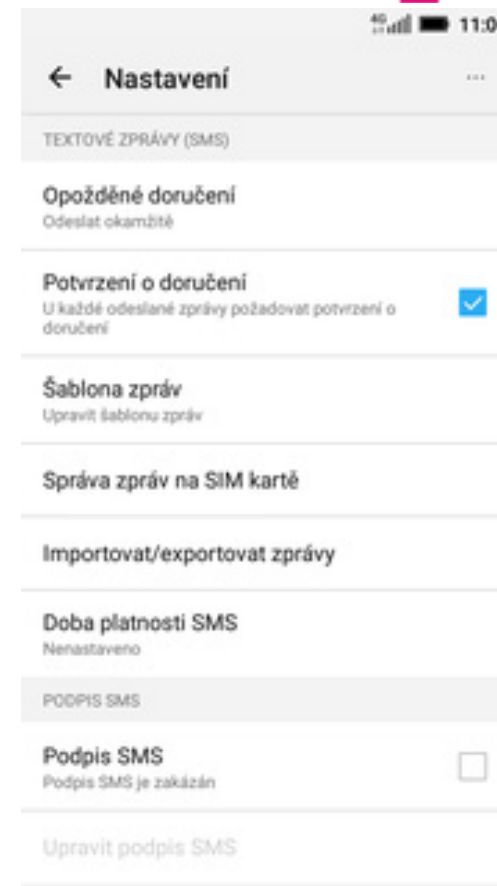 4G 11:0
← Nastavení ...
TEXTOVÉ ZPRÁVY (SMS)
Opožděné doručení
Odeslat okamžitě
Potvrzení o doručení
U každé odeslané zprávy požadovat potvrzení o
doručení
Šablona zpráv
Upravit šablonu zpráv
Správa zpráv na SIM kartě
Importovat/exportovat zprávy
Doba platnosti SMS
Nenastaveno
PODPIS SMS
Podpis SMS
Podpis SMS je zakázán
Upravit podpis SMS